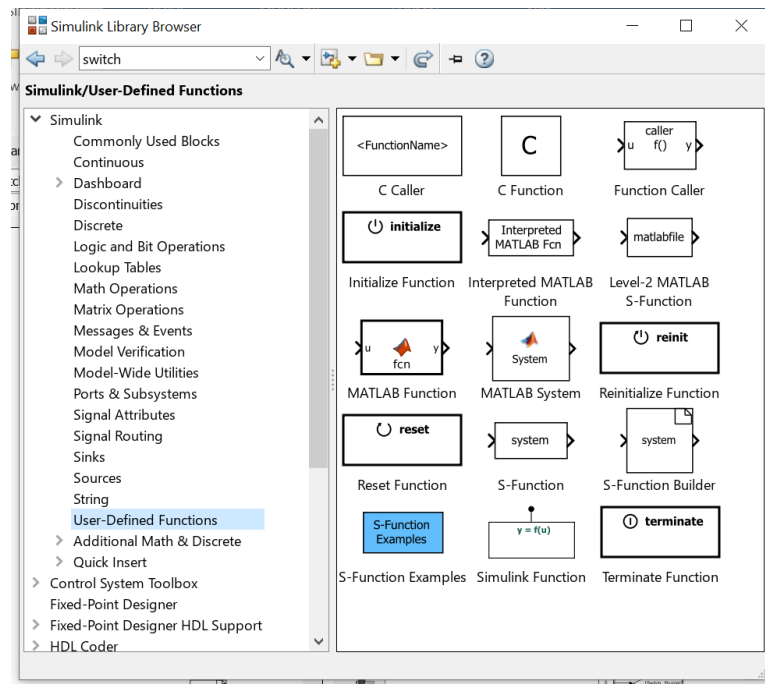 Simulink Library Browser
switch
Simulink/User-Defined Functions
Simulink
Commonly Used Blocks
Continuous
Dashboard
Discontinuities
Discrete
Logic and Bit Operations
Lookup Tables
Math Operations
Matrix Operations
Messages & Events
Model Verification
Model-Wide Utilities
Ports & Subsystems
Signal Attributes
Signal Routing
Sinks
Sources
String
User-Defined Functions
Additional Math & Discrete
Quick Insert
Control System Toolbox
Fixed-Point Designer
Fixed-Point Designer HDL Support
HDL Coder
<FunctionName>
C Caller
C
C Function
caller
u f() y
Function Caller
initialize
Initialize Function
Interpreted
MATLAB Fcn
Interpreted MATLAB
Function
matlabfile
Level-2 MATLAB
S-Function
u y
fcn
MATLAB Function
System
MATLAB System
reinit
Reinitialize Function
reset
Reset Function
system
S-Function
system
S-Function Builder
S-Function
Examples
S-Function Examples
y = f(u)
Simulink Function
terminate
Terminate Function